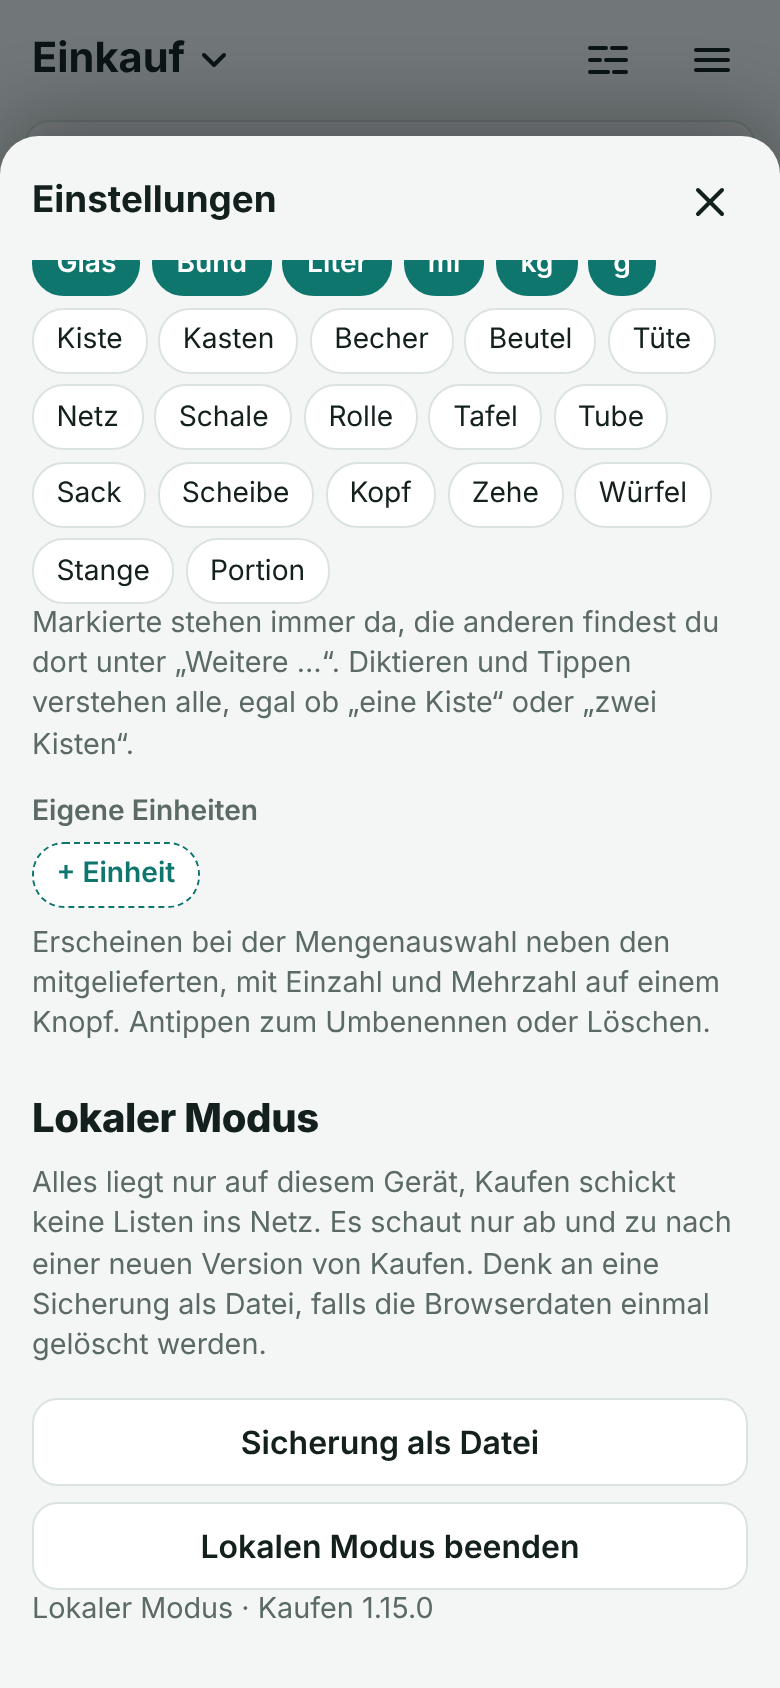 Einkauf
Einstellungen
Glas Bund Liter ml kg g
Kiste Kasten Becher Beutel Tüte
Netz Schale Rolle Tafel Tube
Sack Scheibe Kopf Zehe Würfel
Stange Portion
Markierte stehen immer da, die anderen findest du
dort unter „Weitere …“. Diktieren und Tippen
verstehen alle, egal ob „eine Kiste“ oder „zwei
Kisten“.
Eigene Einheiten
+ Einheit
Erscheinen bei der Mengenauswahl neben den
mitgelieferten, mit Einzahl und Mehrzahl auf einem
Knopf. Antippen zum Umbenennen oder Löschen.
Lokaler Modus
Alles liegt nur auf diesem Gerät, Kaufen schickt
keine Listen ins Netz. Es schaut nur ab und zu nach
einer neuen Version von Kaufen. Denk an eine
Sicherung als Datei, falls die Browserdaten einmal
gelöscht werden.
Sicherung als Datei
Lokalen Modus beenden
Lokaler Modus · Kaufen 1.15.0